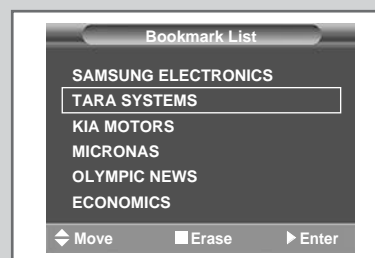 Bookmark List
SAMSUNG ELECTRONICS
TARA SYSTEMS
KIA MOTORS
MICRONAS
OLYMPIC NEWS
ECONOMICS
Move Erase Enter